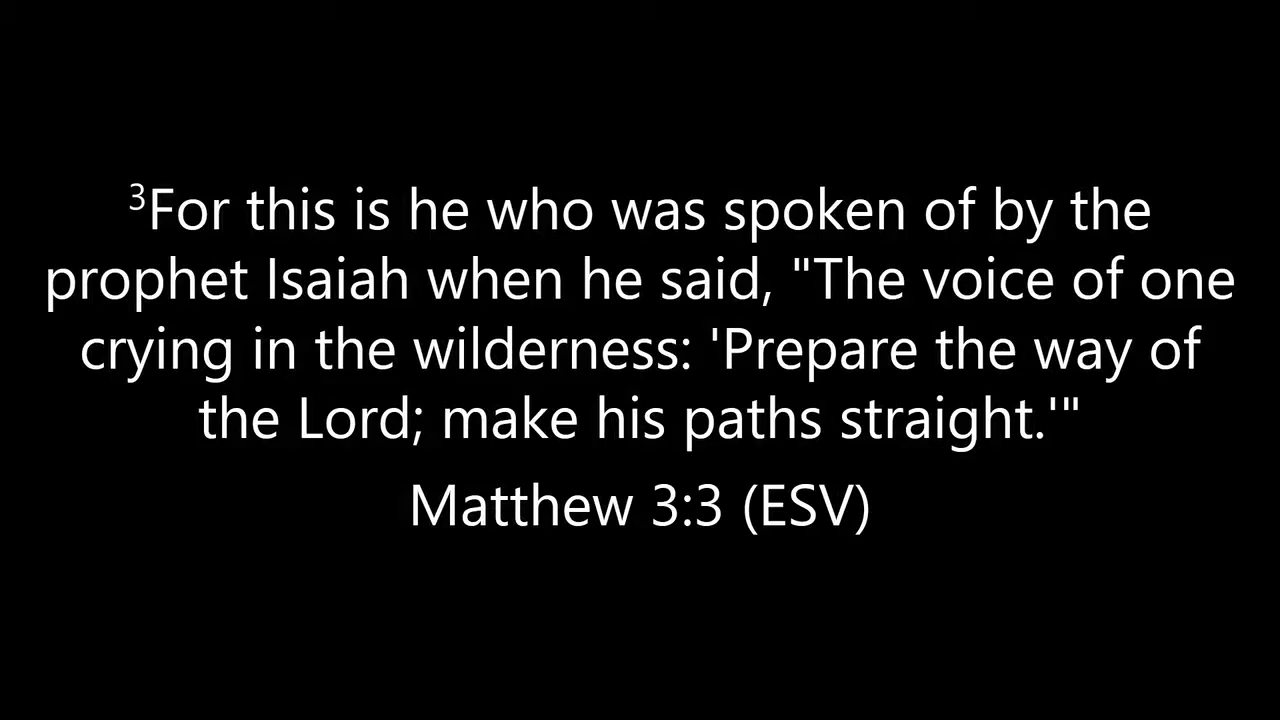 ³For this is he who was spoken of by the
prophet Isaiah when he said, "The voice of one
crying in the wilderness: 'Prepare the way of
the Lord; make his paths straight.'"
Matthew 3:3 (ESV)